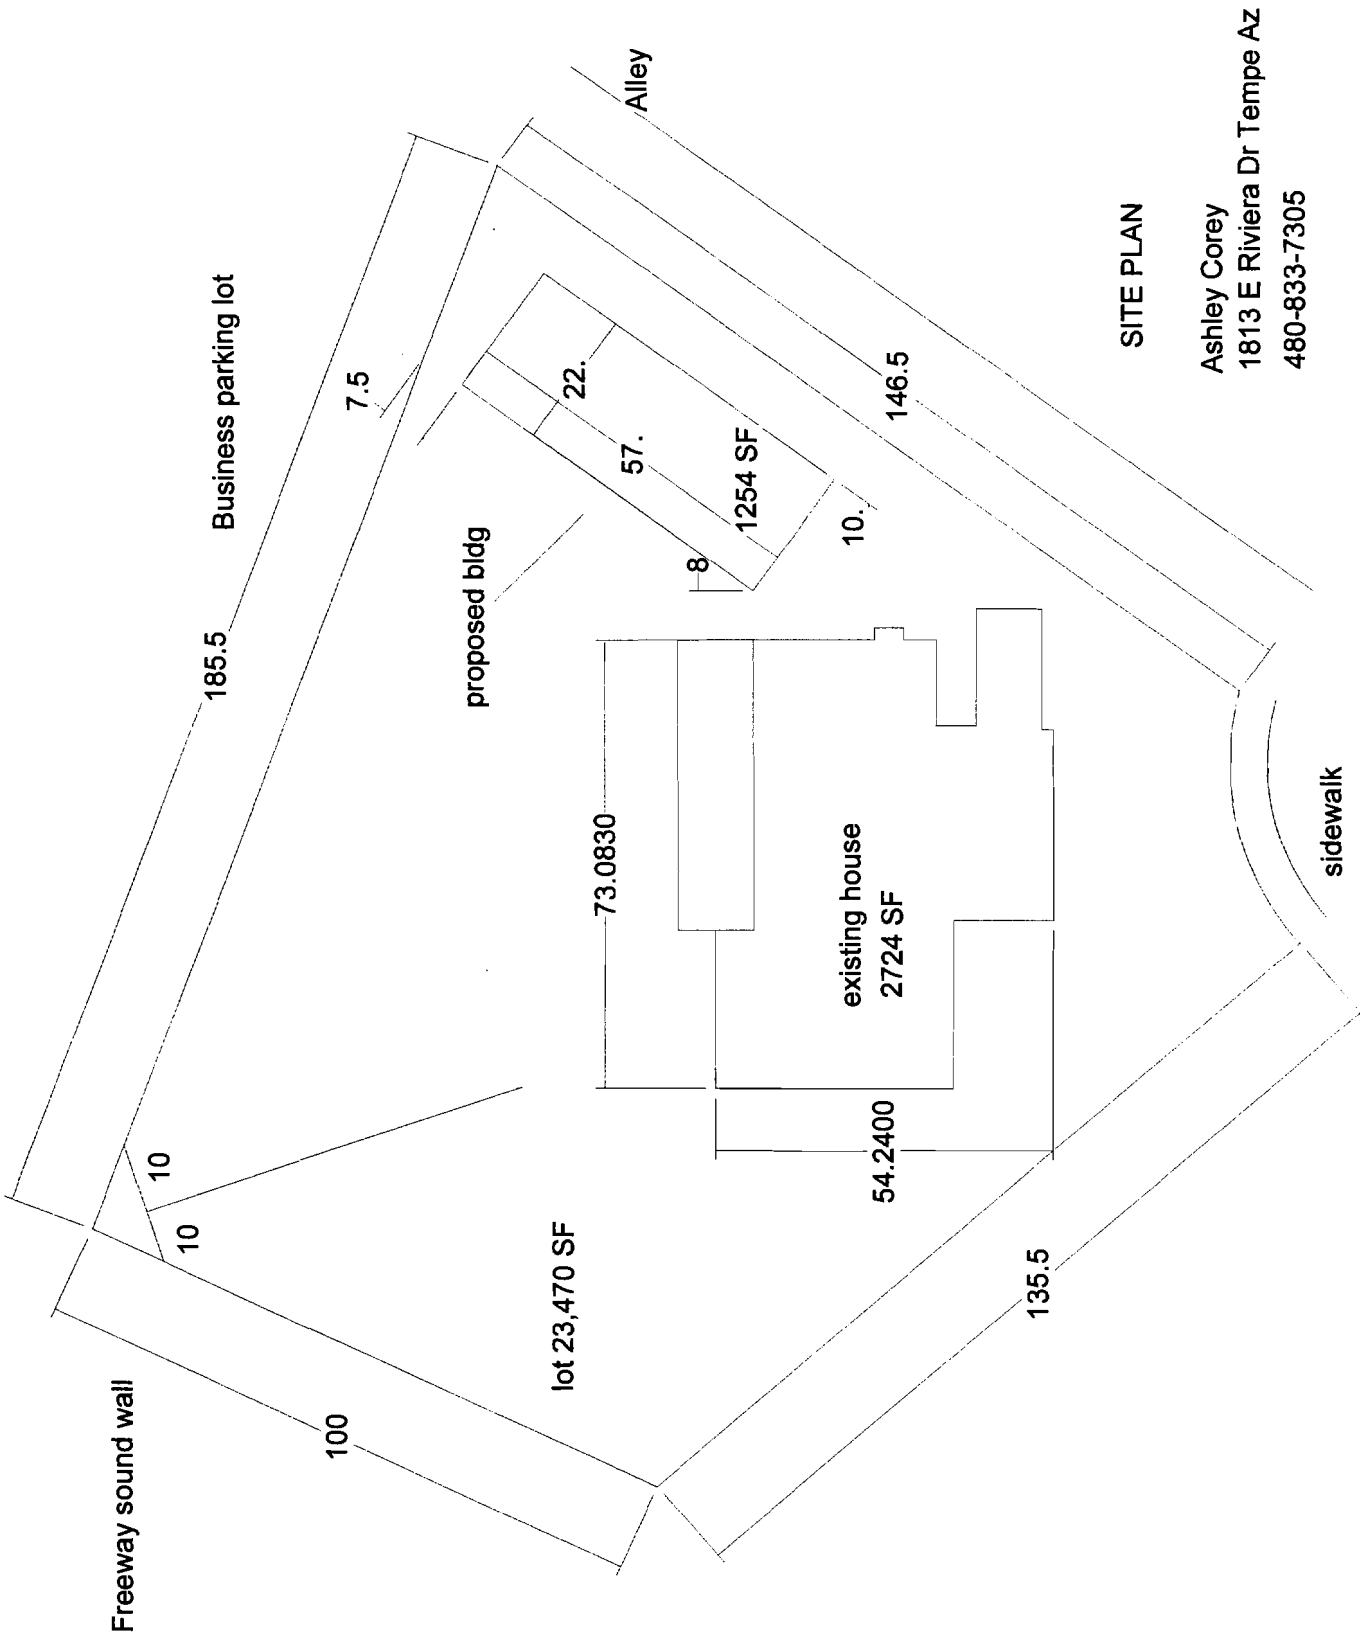 Freeway sound wall
Business parking lot
Alley
185.5
7.5
100
10
10
proposed bldg
57.
22.
1254 SF
8
10.
73.0830
lot 23,470 SF
existing house
2724 SF
54.2400
146.5
135.5
sidewalk
SITE PLAN
Ashley Corey
1813 E Riviera Dr Tempe Az
480-833-7305